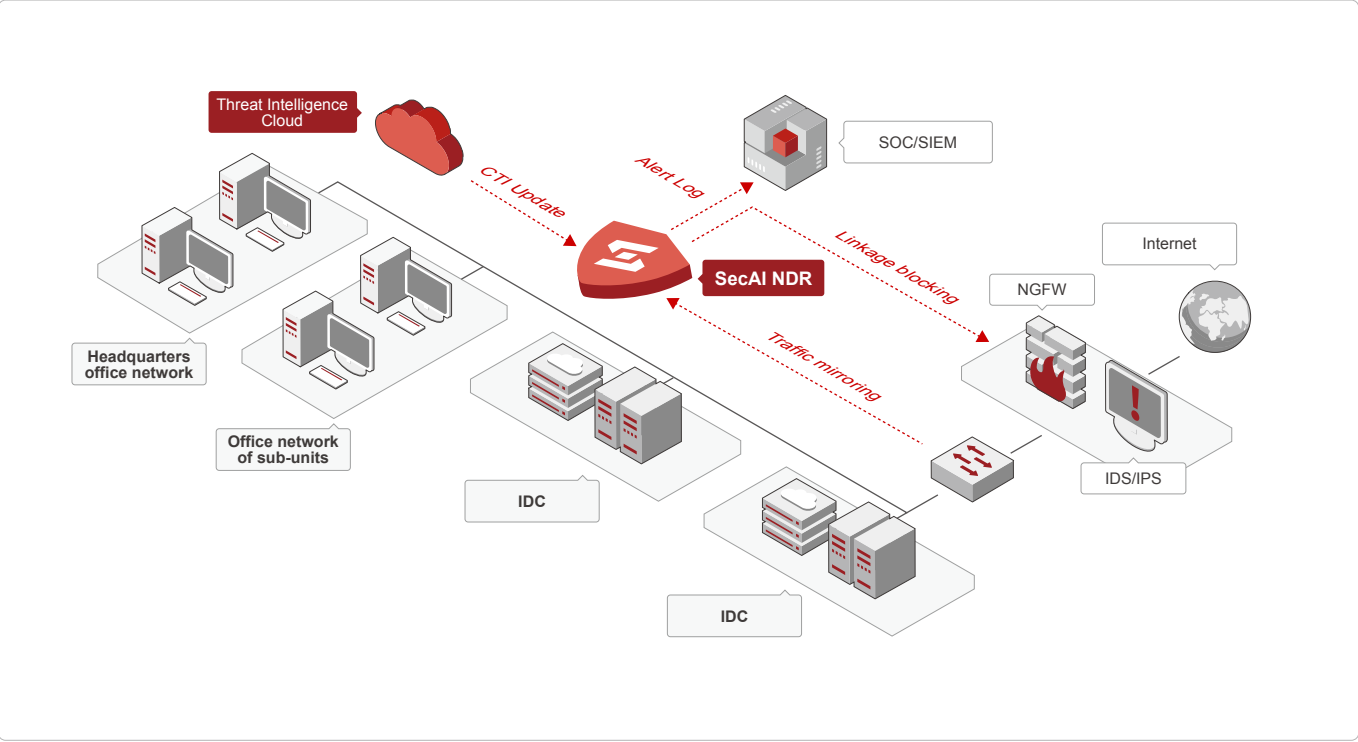 Threat Intelligence
Cloud
SOC/SIEM
CTI Update
Alert Log
Linkage blocking
Internet
SecAI NDR
NGFW
Traffic mirroring
Headquarters
office network
Office network
of sub-units
IDS/IPS
IDC
IDC